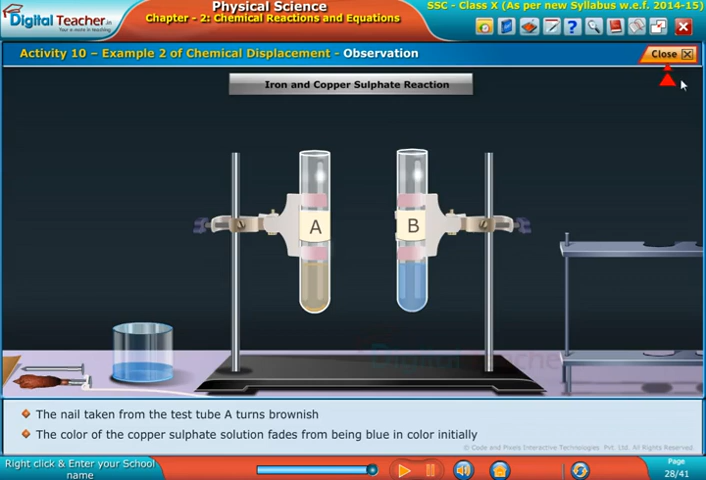 Digital Teacher.in
Your e-mate in teaching
Physical Science
Chapter - 2: Chemical Reactions and Equations
SSC - Class X (As per new Syllabus w.e.f. 2014-15)
Activity 10 – Example 2 of Chemical Displacement - Observation
Close
Iron and Copper Sulphate Reaction
A
B
Digital Teacher
The nail taken from the test tube A turns brownish
The color of the copper sulphate solution fades from being blue in color initially
© Code and Pixels Interactive Technologies Pvt. Ltd. All Rights Reserved.
Right click & Enter your School
name
Page
28/41